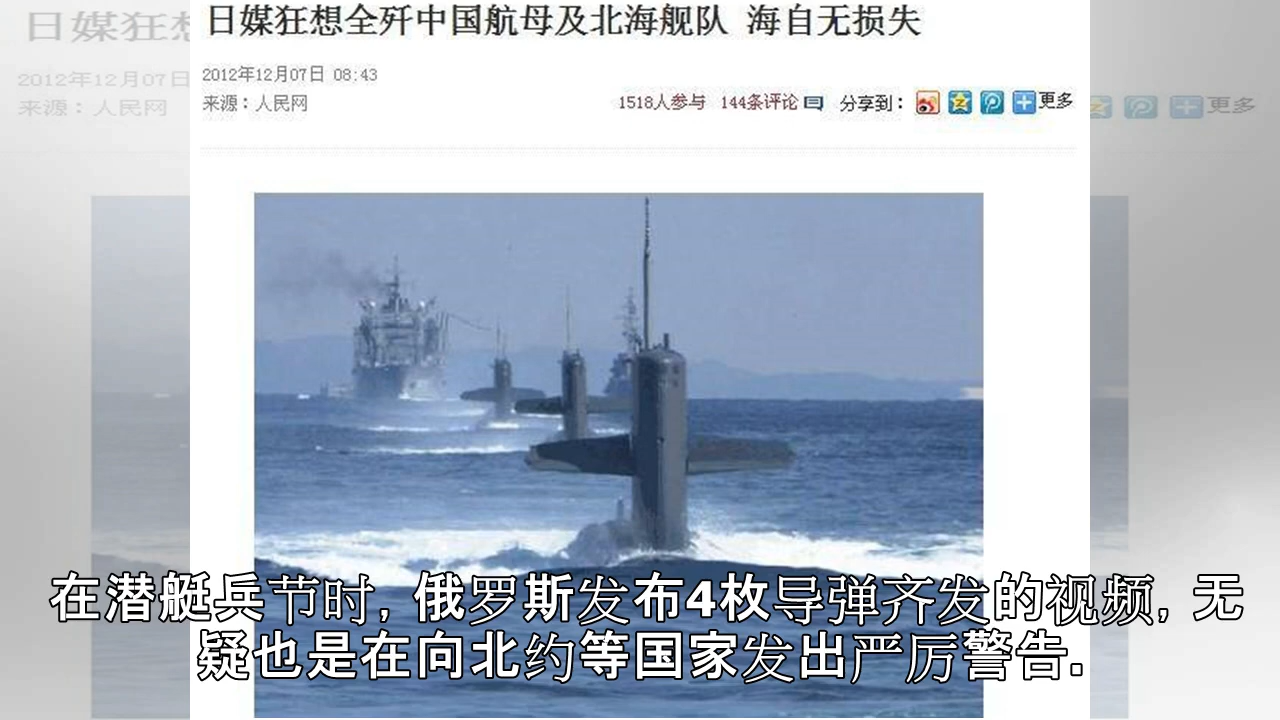 日媒狂想全歼中国航母及北海舰队 海自无损失
2012年12月07日 08:43
来源：人民网
1518人参与 144条评论 分享到： 更多
在潜艇兵节时, 俄罗斯发布4枚导弹齐发的视频, 无
疑也是在向北约等国家发出严厉警告.